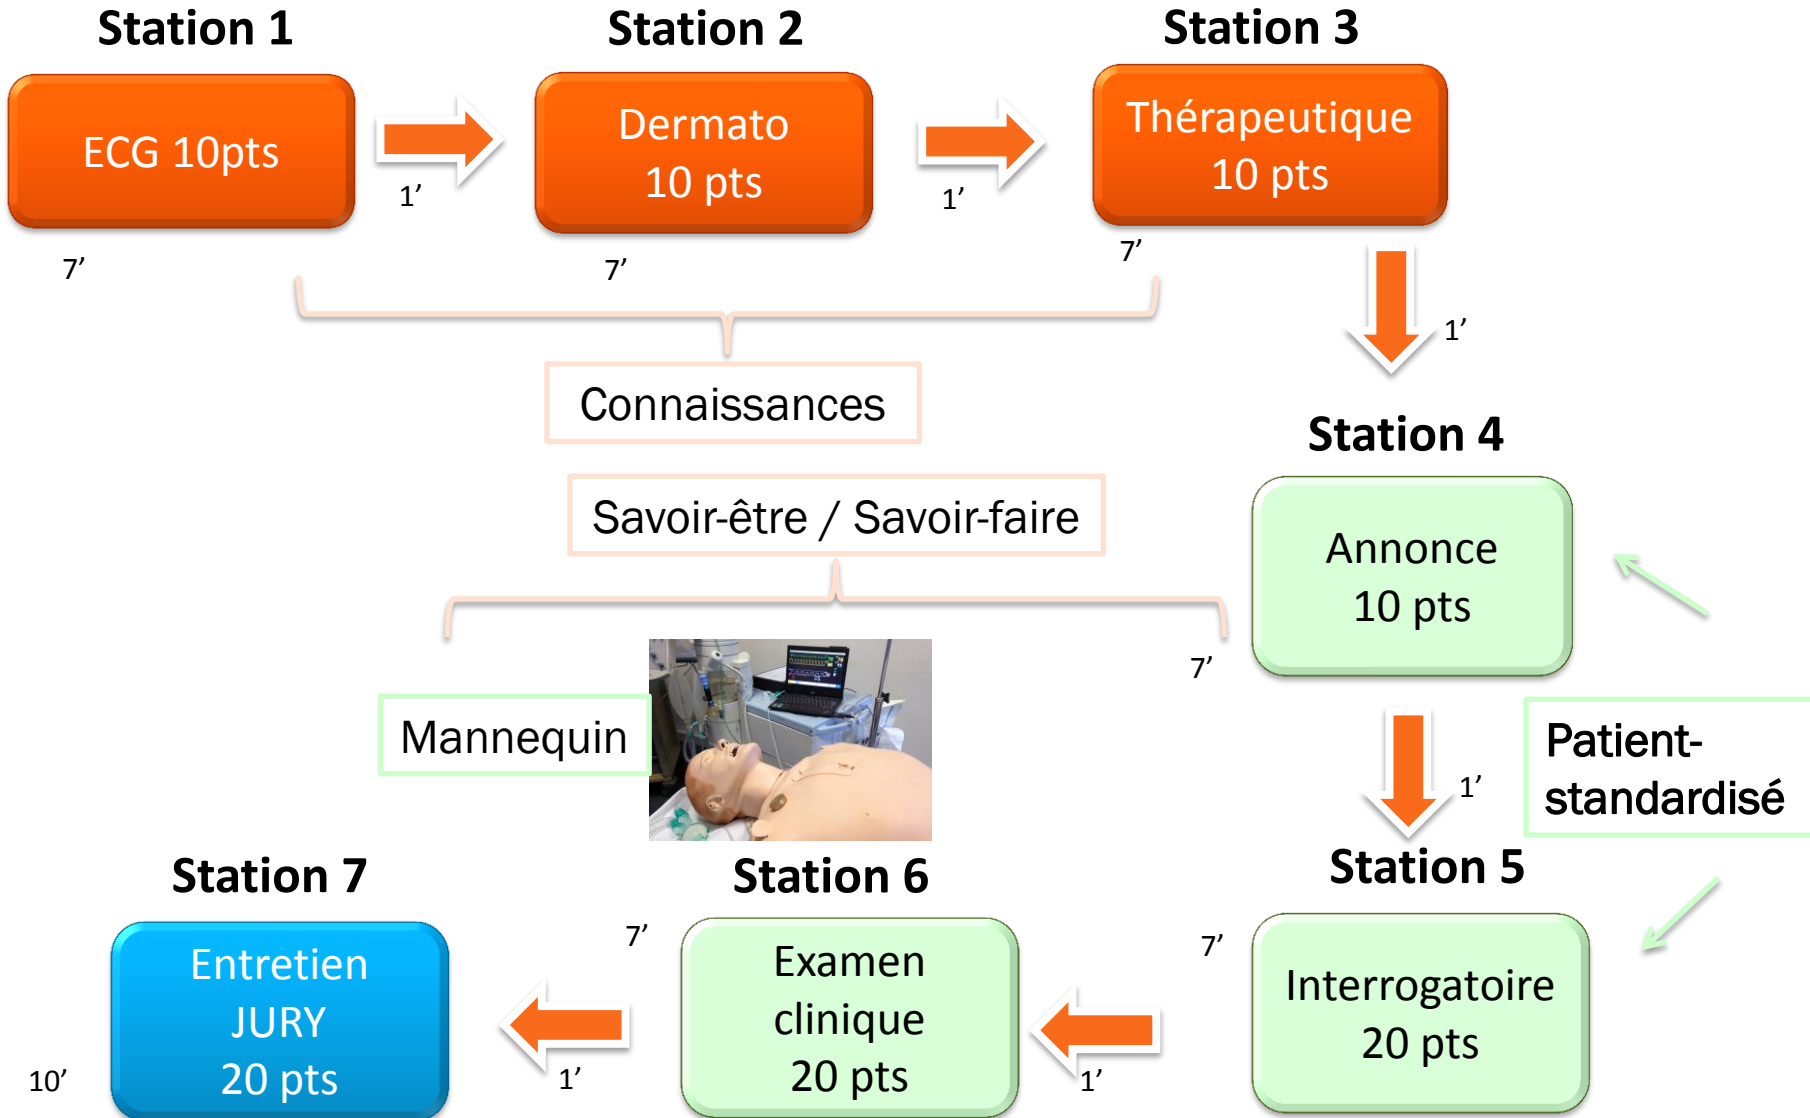 Station 1
Station 2
Station 3
ECG 10pts
Dermato
10 pts
Thérapeutique
10 pts
1’
1’
7’
7’
7’
1’
Connaissances
Station 4
Savoir-être / Savoir-faire
Annonce
10 pts
7’
Mannequin
Patient-
standardisé
1’
Station 7
Station 6
Station 5
Entretien
JURY
20 pts
10’
7’
Examen
clinique
20 pts
7’
Interrogatoire
20 pts
1’
1’